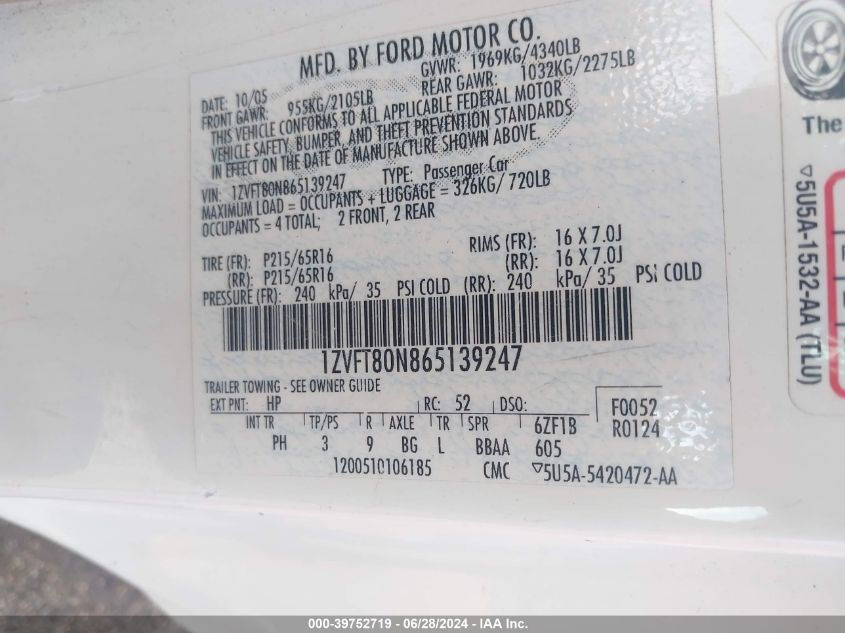 MFD. BY FORD MOTOR CO.
DATE: 10/05 GVWR: 1969KG/4340LB
FRONT GAWR: 955KG/2105LB REAR GAWR: 1032KG/2275LB
THIS VEHICLE CONFORMS TO ALL APPLICABLE FEDERAL MOTOR
VEHICLE SAFETY, BUMPER, AND THEFT PREVENTION STANDARDS
IN EFFECT ON THE DATE OF MANUFACTURE SHOWN ABOVE.
VIN: 1ZVFT80N865139247 TYPE: Passenger Car
MAXIMUM LOAD = OCCUPANTS + LUGGAGE = 326KG/ 720LB
OCCUPANTS = 4 TOTAL; 2 FRONT, 2 REAR
TIRE (FR): P215/65R16 RIMS (FR): 16 X 7.0J
(RR): P215/65R16 (RR): 16 X 7.0J
PRESSURE (FR): 240 kPa/ 35 PSI COLD (RR): 240 kPa/ 35 PSI COLD
1ZVFT80N865139247
TRAILER TOWING - SEE OWNER GUIDE
EXT PNT: HP RC: 52 DSO: F0052
INT TR TP/PS R AXLE TR SPR 6ZF1B R0124
PH 3 9 BG L BBAA 605
1200510106185 CMC ▽5U5A-5420472-AA
The
▽5U5A-1532-AA (TLU)
000-39752719 - 06/28/2024 - IAA Inc.